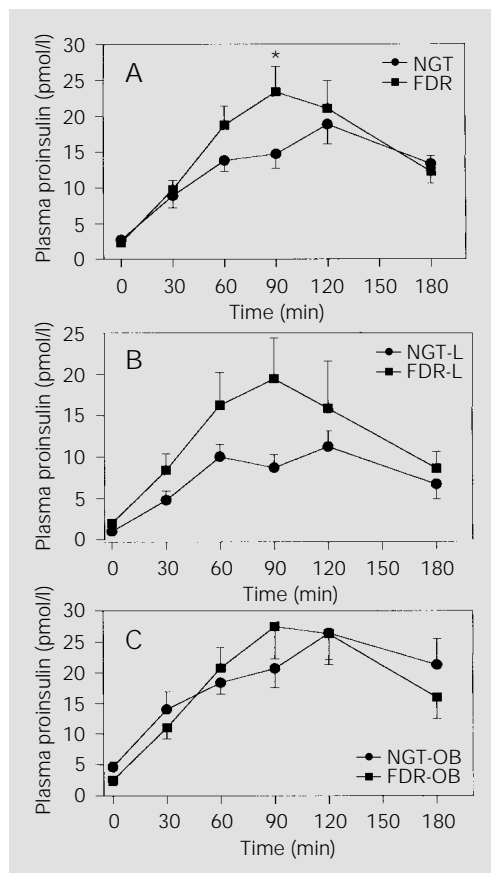 A
*
NGT
FDR
Plasma proinsulin (pmol/l)
30
25
20
15
10
5
0
0 30 60 90 120 150 180
Time (min)
B
NGT-L
FDR-L
Plasma proinsulin (pmol/l)
25
20
15
10
5
0
0 30 60 90 120 150 180
Time (min)
C
NGT-OB
FDR-OB
Plasma proinsulin (pmol/l)
30
25
20
15
10
5
0
0 30 60 90 120 150 180
Time (min)